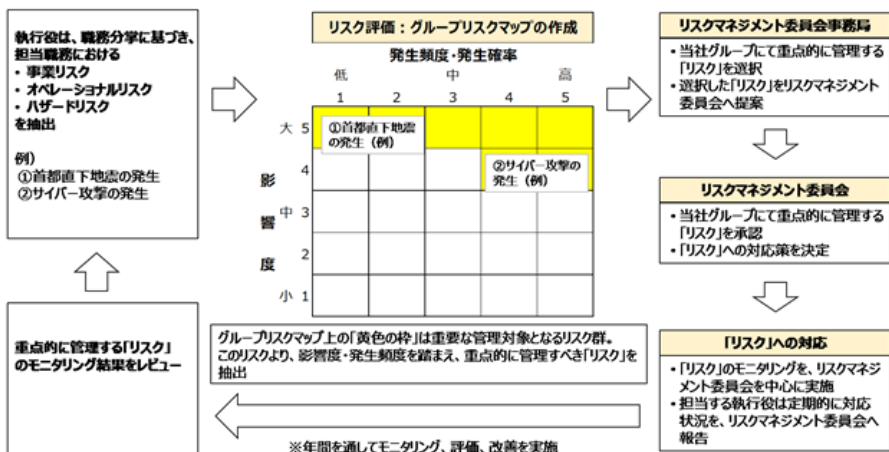 執行役は、職務分掌に基づき、
担当職務における
・ 事業リスク
・ オペレーショナルリスク
・ ハザードリスク
を抽出
例)
①首都直下地震の発生
②サイバー攻撃の発生
リスク評価：グループリスクマップの作成
発生頻度・発生確率
低 中 高
1 2 3 4 5
大 5
4
中 3
2
小 1
影
響
度
①首都直下地震
の発生（例）
②サイバー攻撃の
発生（例）
グループリスクマップ上の「黄色の枠」は重要な管理対象となるリスク群。
このリスクより、影響度・発生頻度を踏まえ、重点的に管理すべき「リスク」を
抽出
リスクマネジメント委員会事務局
・ 当社グループにて重点的に管理する
「リスク」を選択
・ 選択した「リスク」をリスクマネジメント
委員会へ提案
リスクマネジメント委員会
・ 当社グループにて重点的に管理する
「リスク」を承認
・ 「リスク」への対応策を決定
「リスク」への対応
・ 「リスク」のモニタリングを、リスクマネジ
メント委員会を中心に実施
・ 担当する執行役は定期的に対応
状況を、リスクマネジメント委員会へ
報告
重点的に管理する「リスク」
のモニタリング結果をレビュー
※年間を通してモニタリング、評価、改善を実施